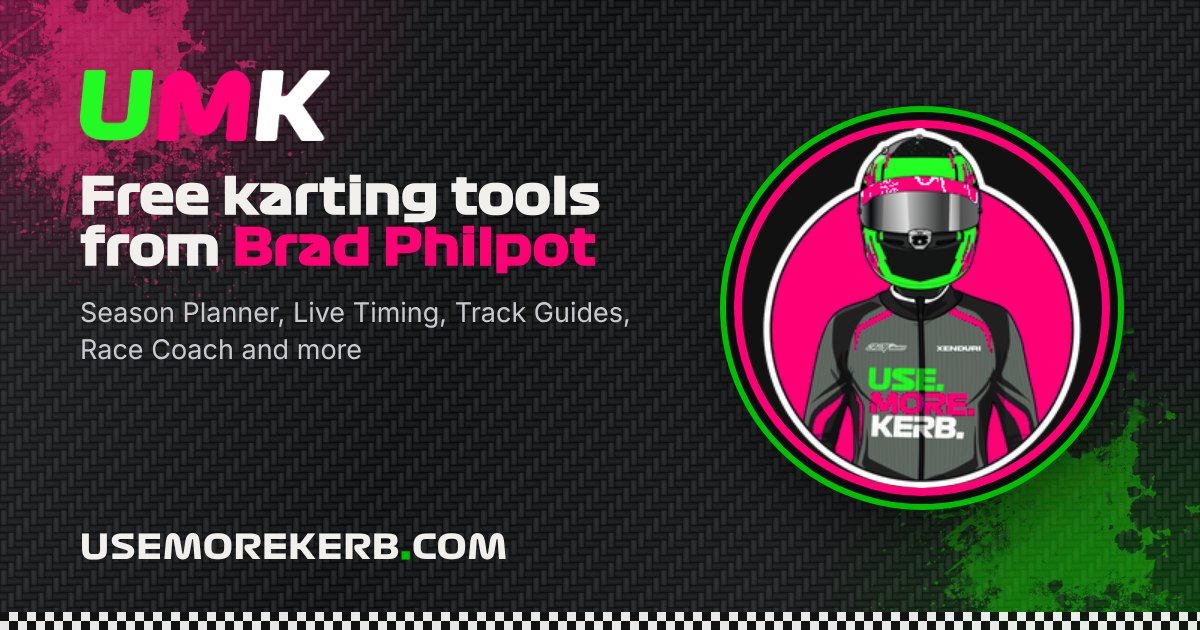 UMK
Free karting tools
from Brad Philpot
Season Planner, Live Timing, Track Guides,
Race Coach and more
XENDURI
USE.
MORE.
KERB.
USEMOREKERB.COM